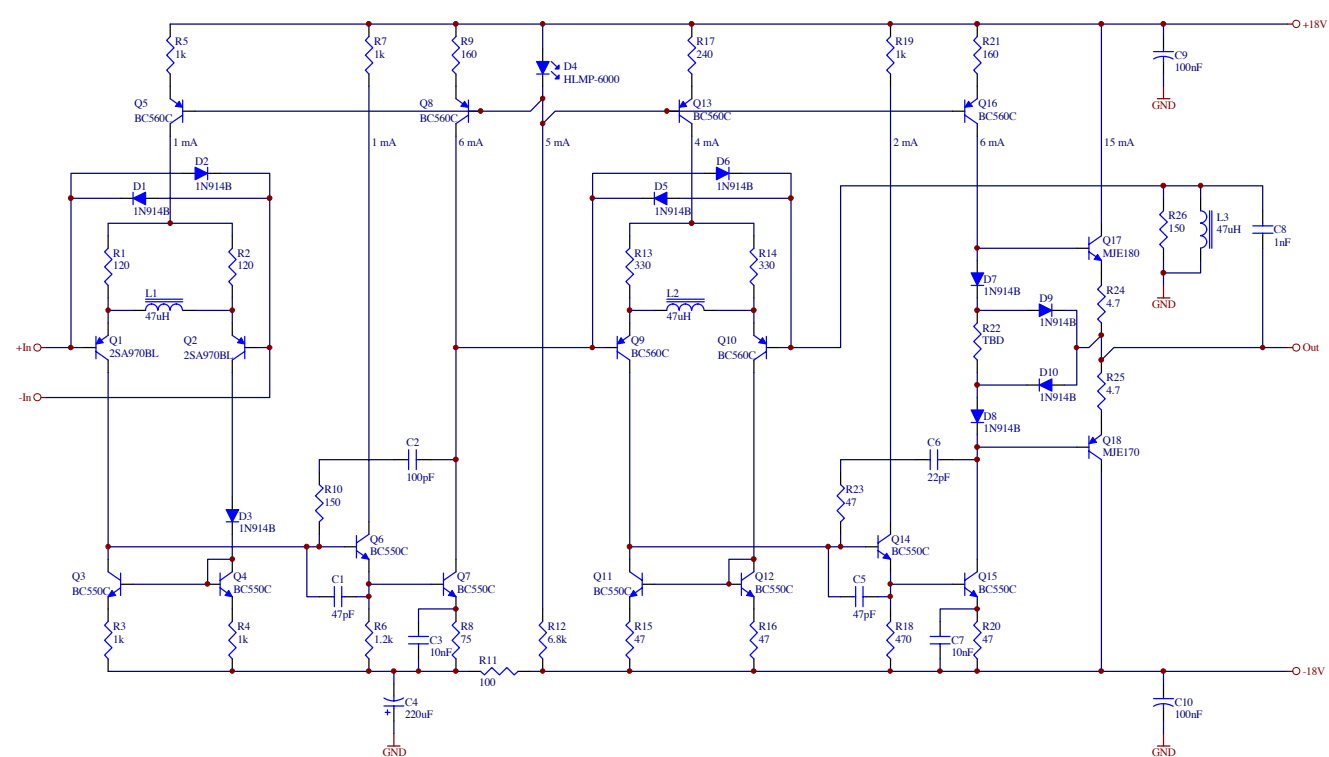 +18V
R5
1k
R7
1k
R9
160
D4
HLMP-6000
R17
240
R19
1k
R21
160
C9
100nF
GND
Q5
BC560C
Q8
BC560C
Q13
BC560C
Q16
BC560C
1 mA
1 mA
6 mA
5 mA
4 mA
2 mA
6 mA
15 mA
D2
1N914B
D1
1N914B
D6
1N914B
D5
1N914B
R1
120
R2
120
L1
47uH
R13
330
R14
330
L2
47uH
R26
150
L3
47uH
C8
1nF
GND
Q17
MJE180
D7
1N914B
R24
4.7
D9
1N914B
R22
TBD
+In
Q1
2SA970BL
Q2
2SA970BL
Q9
BC560C
Q10
BC560C
Out
-In
D10
1N914B
R25
4.7
D8
1N914B
Q18
MJE170
C2
100pF
C6
22pF
R10
150
R23
47
D3
1N914B
Q6
BC550C
Q14
BC550C
Q3
BC550C
Q4
BC550C
C1
47pF
Q7
BC550C
Q11
BC550C
Q12
BC550C
C5
47pF
Q15
BC550C
R3
1k
R4
1k
R6
1.2k
C3
10nF
R8
75
R12
6.8k
R15
47
R16
47
R18
470
C7
10nF
R20
47
R11
100
-18V
C4
220uF
+
GND
C10
100nF
GND